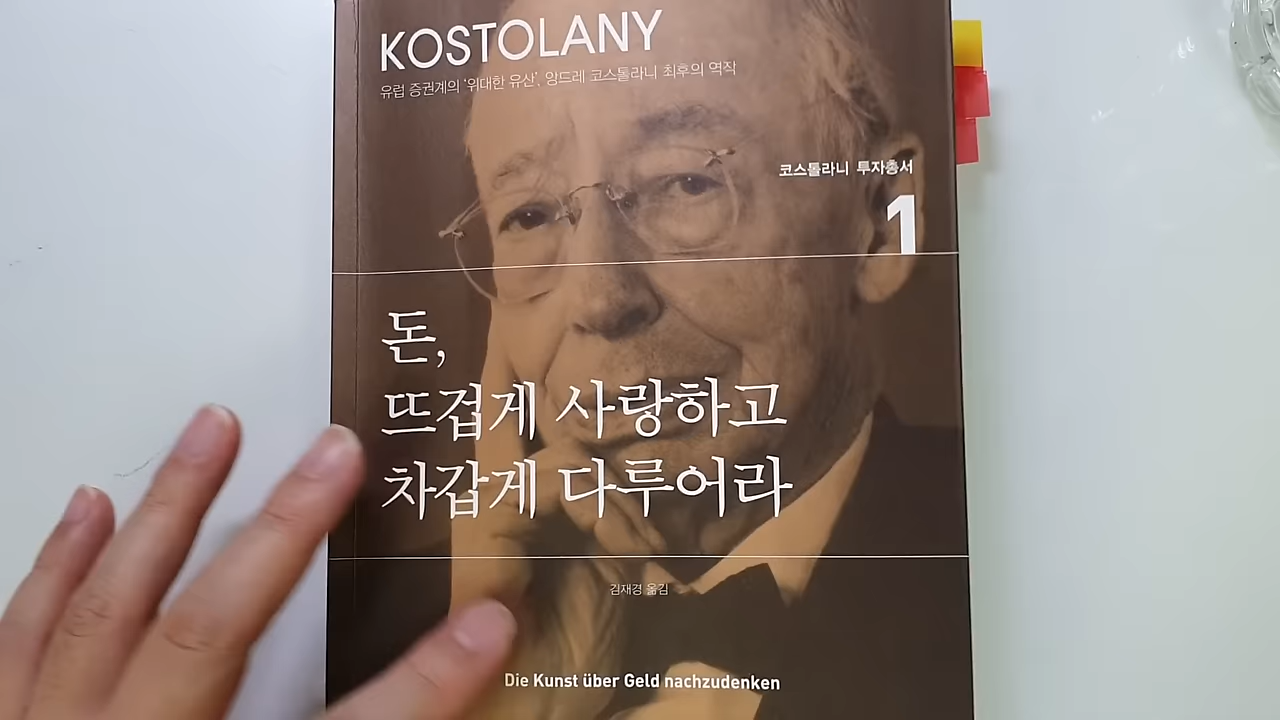 KOSTOLANY
유럽 증권계의 '위대한 유산', 앙드레 코스톨라니 최후의 역작
코스톨라니 투자총서
1
돈,
뜨겁게 사랑하고
차갑게 다루어라
김재경 옮김
Die Kunst über Geld nachzudenken